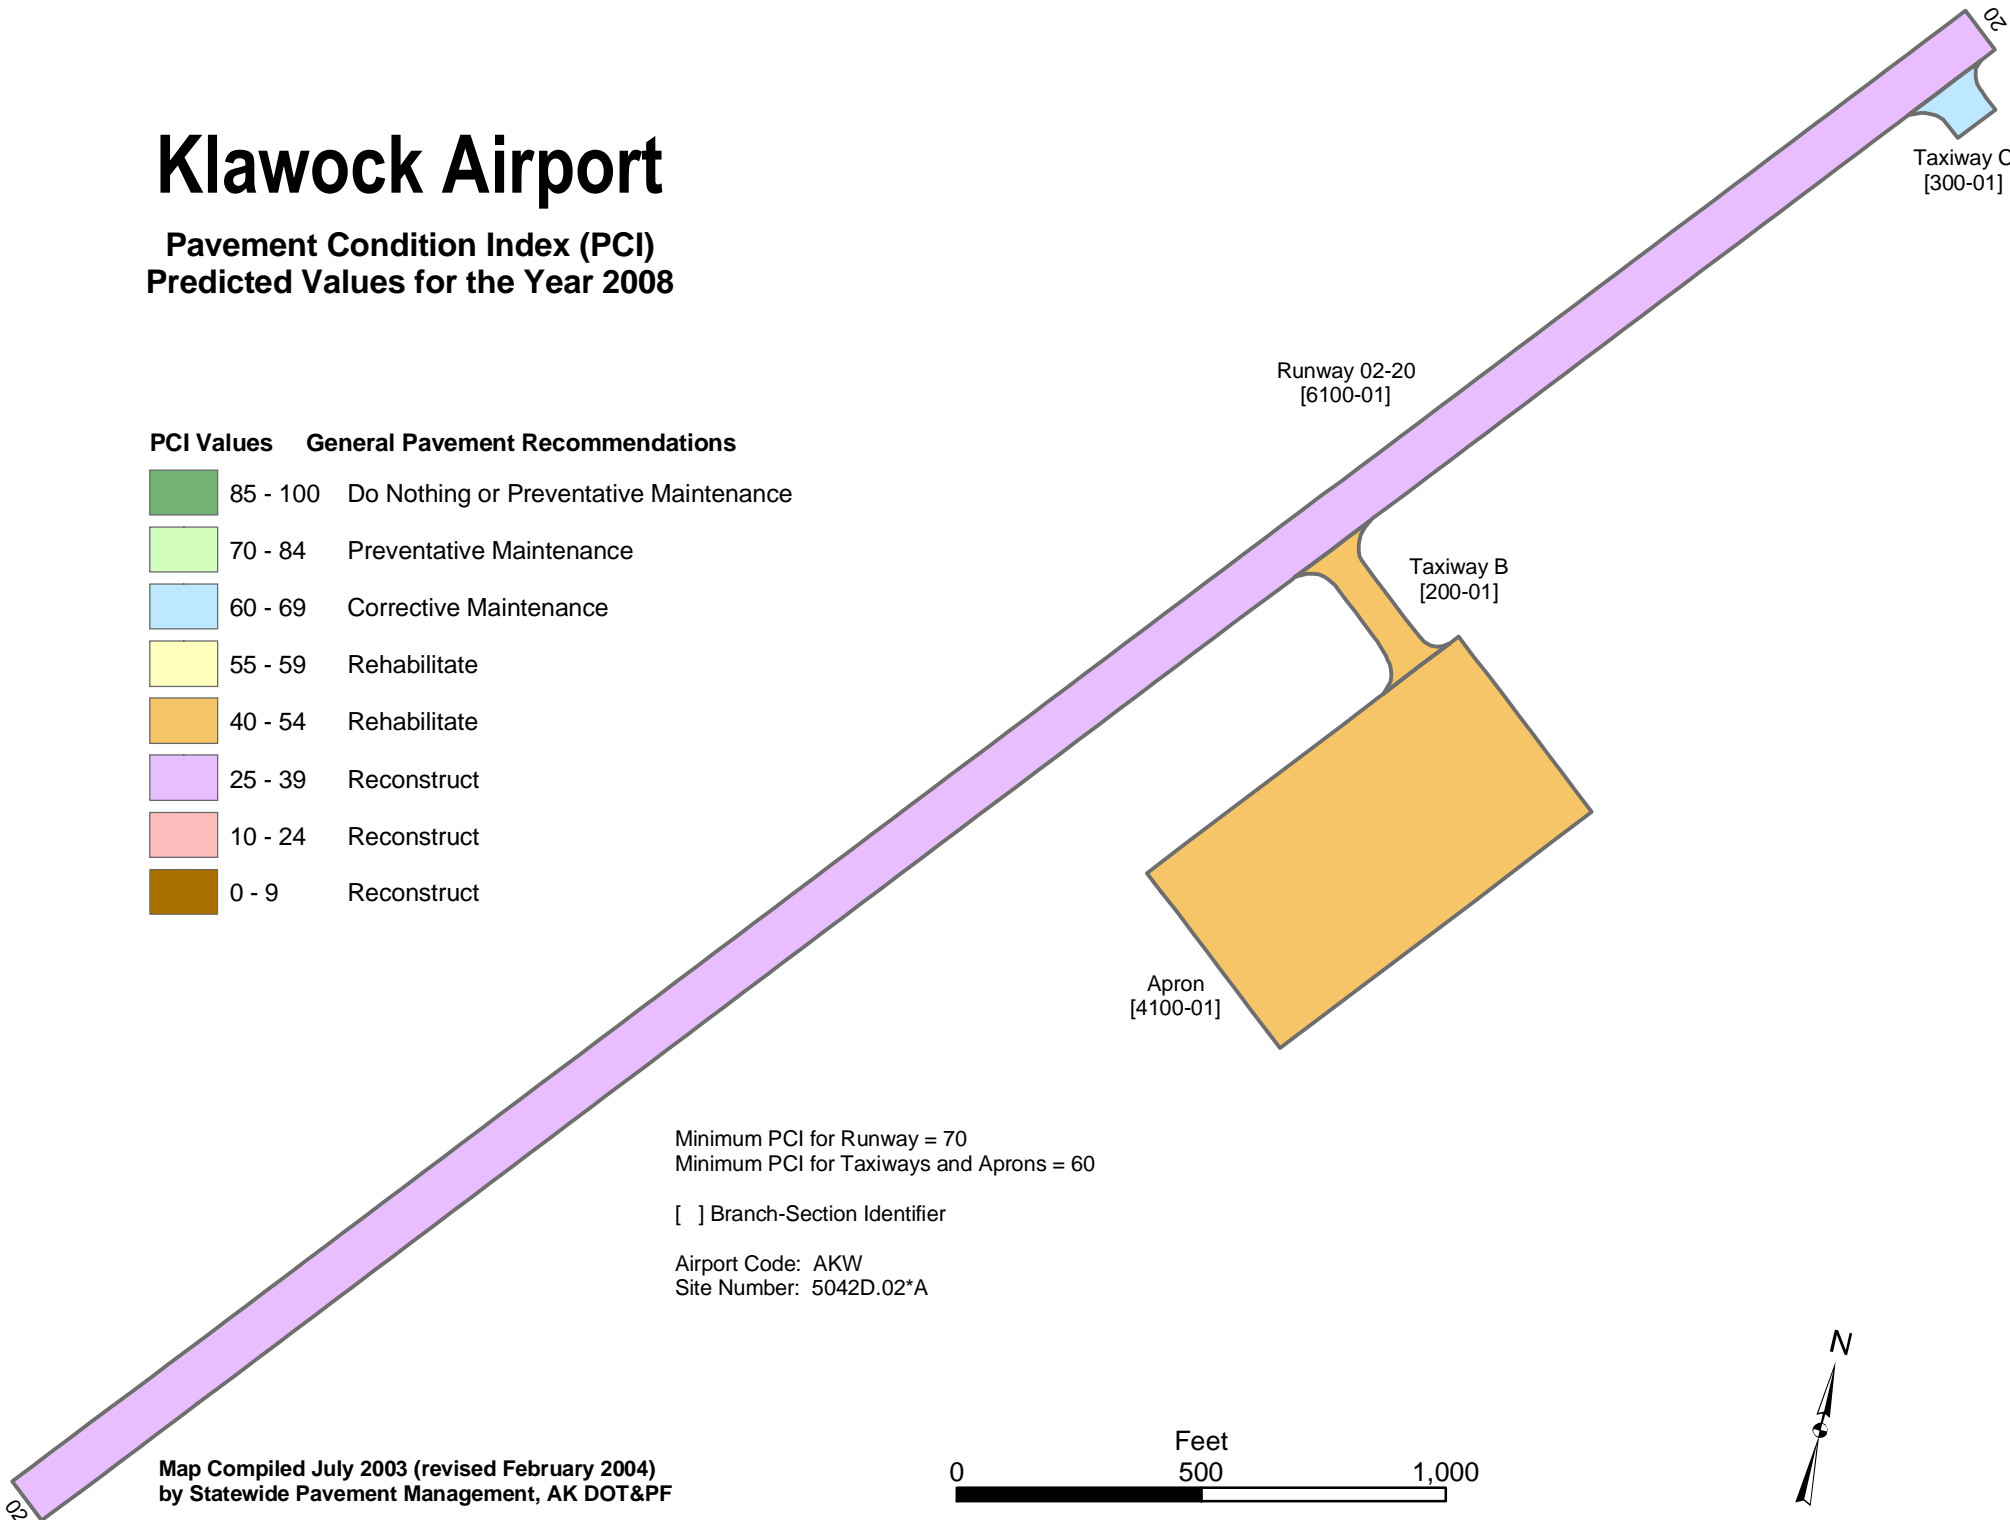 20
Klawock Airport
Pavement Condition Index (PCI)
Predicted Values for the Year 2008
Taxiway C
[300-01]
Runway 02-20
[6100-01]
PCI Values General Pavement Recommendations
85 - 100 Do Nothing or Preventative Maintenance
70 - 84 Preventative Maintenance
60 - 69 Corrective Maintenance
55 - 59 Rehabilitate
40 - 54 Rehabilitate
25 - 39 Reconstruct
10 - 24 Reconstruct
0 - 9 Reconstruct
Taxiway B
[200-01]
Apron
[4100-01]
Minimum PCI for Runway = 70
Minimum PCI for Taxiways and Aprons = 60
[ ] Branch-Section Identifier
Airport Code: AKW
Site Number: 5042D.02*A
N
Feet
0 500 1,000
Map Compiled July 2003 (revised February 2004)
by Statewide Pavement Management, AK DOT&PF
02